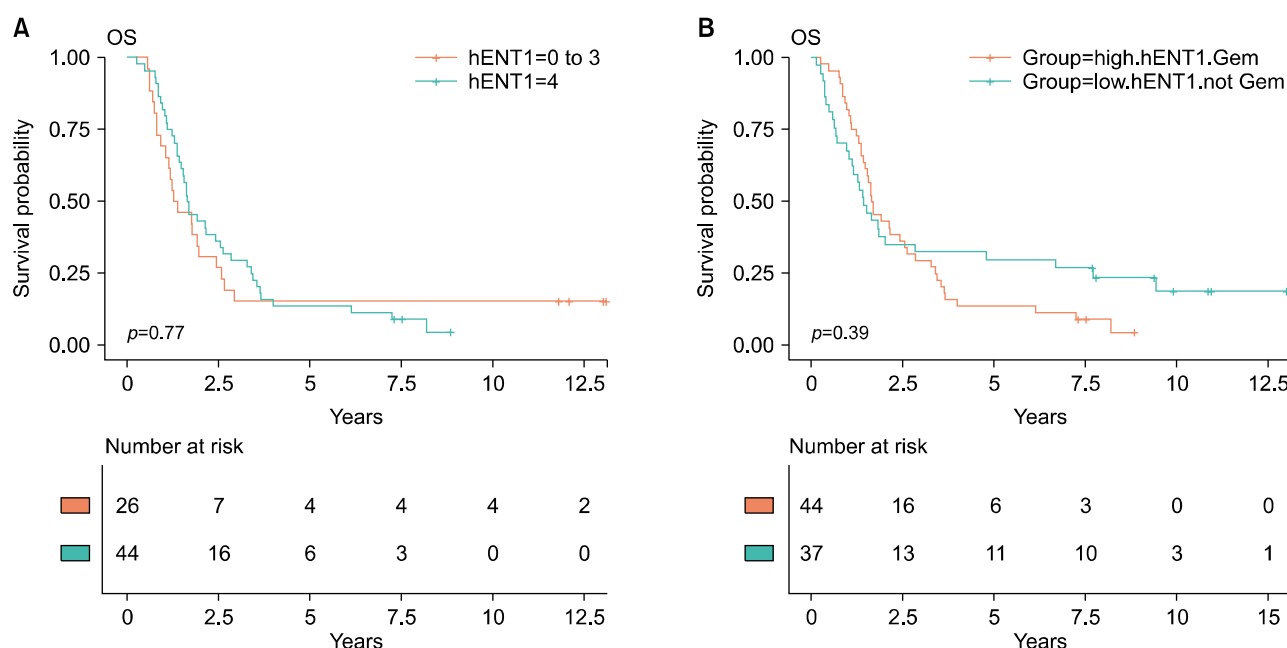 A
OS
hENT1=0 to 3
hENT1=4
1.00
0.75
0.50
0.25
0.00
Survival probability
p=0.77
0 2.5 5 7.5 10 12.5
Years
Number at risk
26 7 4 4 4 2
44 16 6 3 0 0
0 2.5 5 7.5 10 12.5
Years
B
OS
Group=high.hENT1.Gem
Group=low.hENT1.not Gem
1.00
0.75
0.50
0.25
0.00
Survival probability
p=0.39
0 2.5 5 7.5 10 12.5
Years
Number at risk
44 16 6 3 0 0
37 13 11 10 3 1
0 2.5 5 7.5 10 15
Years